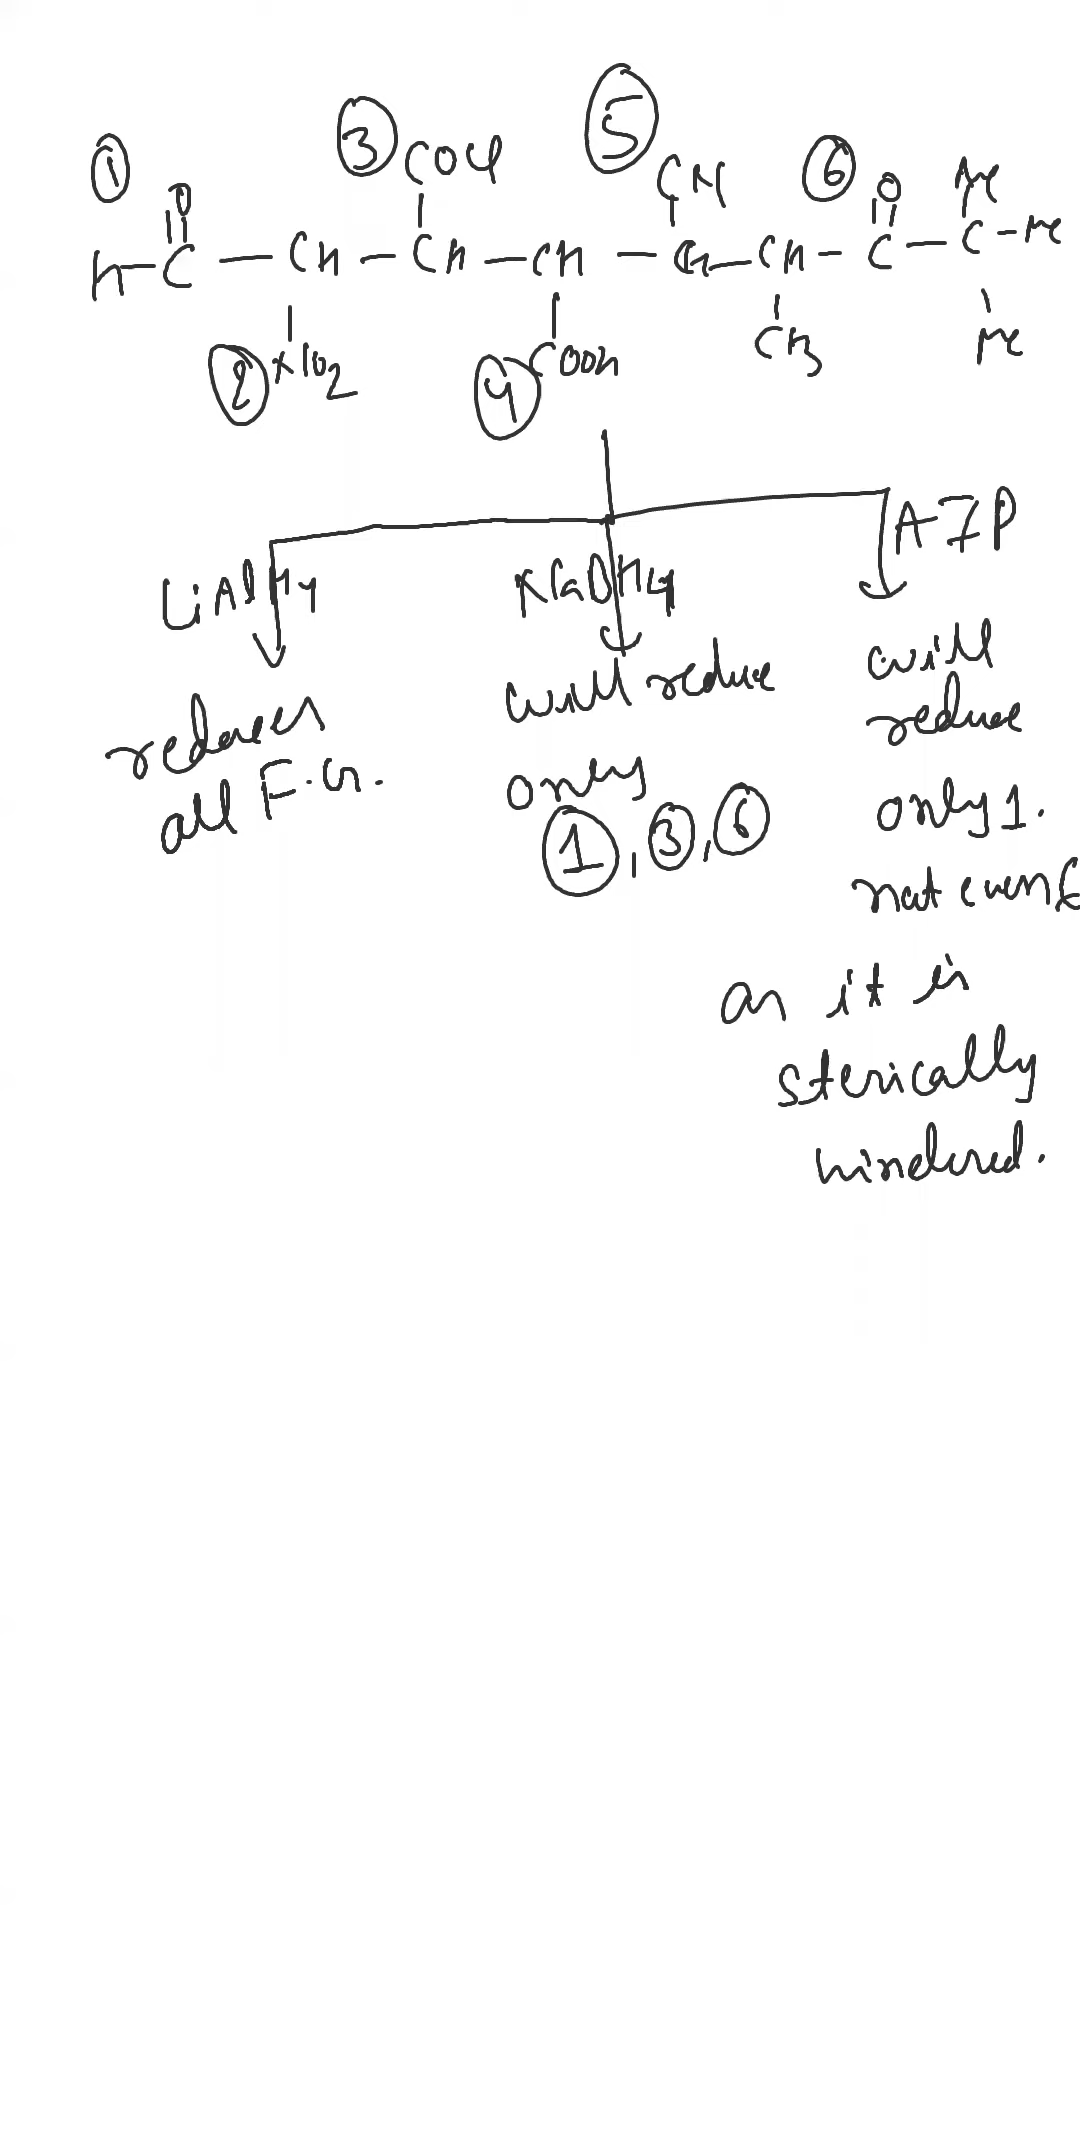 ① ③ COCl ⑤ CN ⑥
O O Me
H-C-CH-CH-CH-CH-CH-C-C-Me
② NO2 ④ COOH CH3 Me
LiAlH4 NaBH4 AIP
reduces all F.G.
will reduce
only
①, ③, ⑥
will
reduce
only 1.
not even 6
as it is
sterically
hindered.